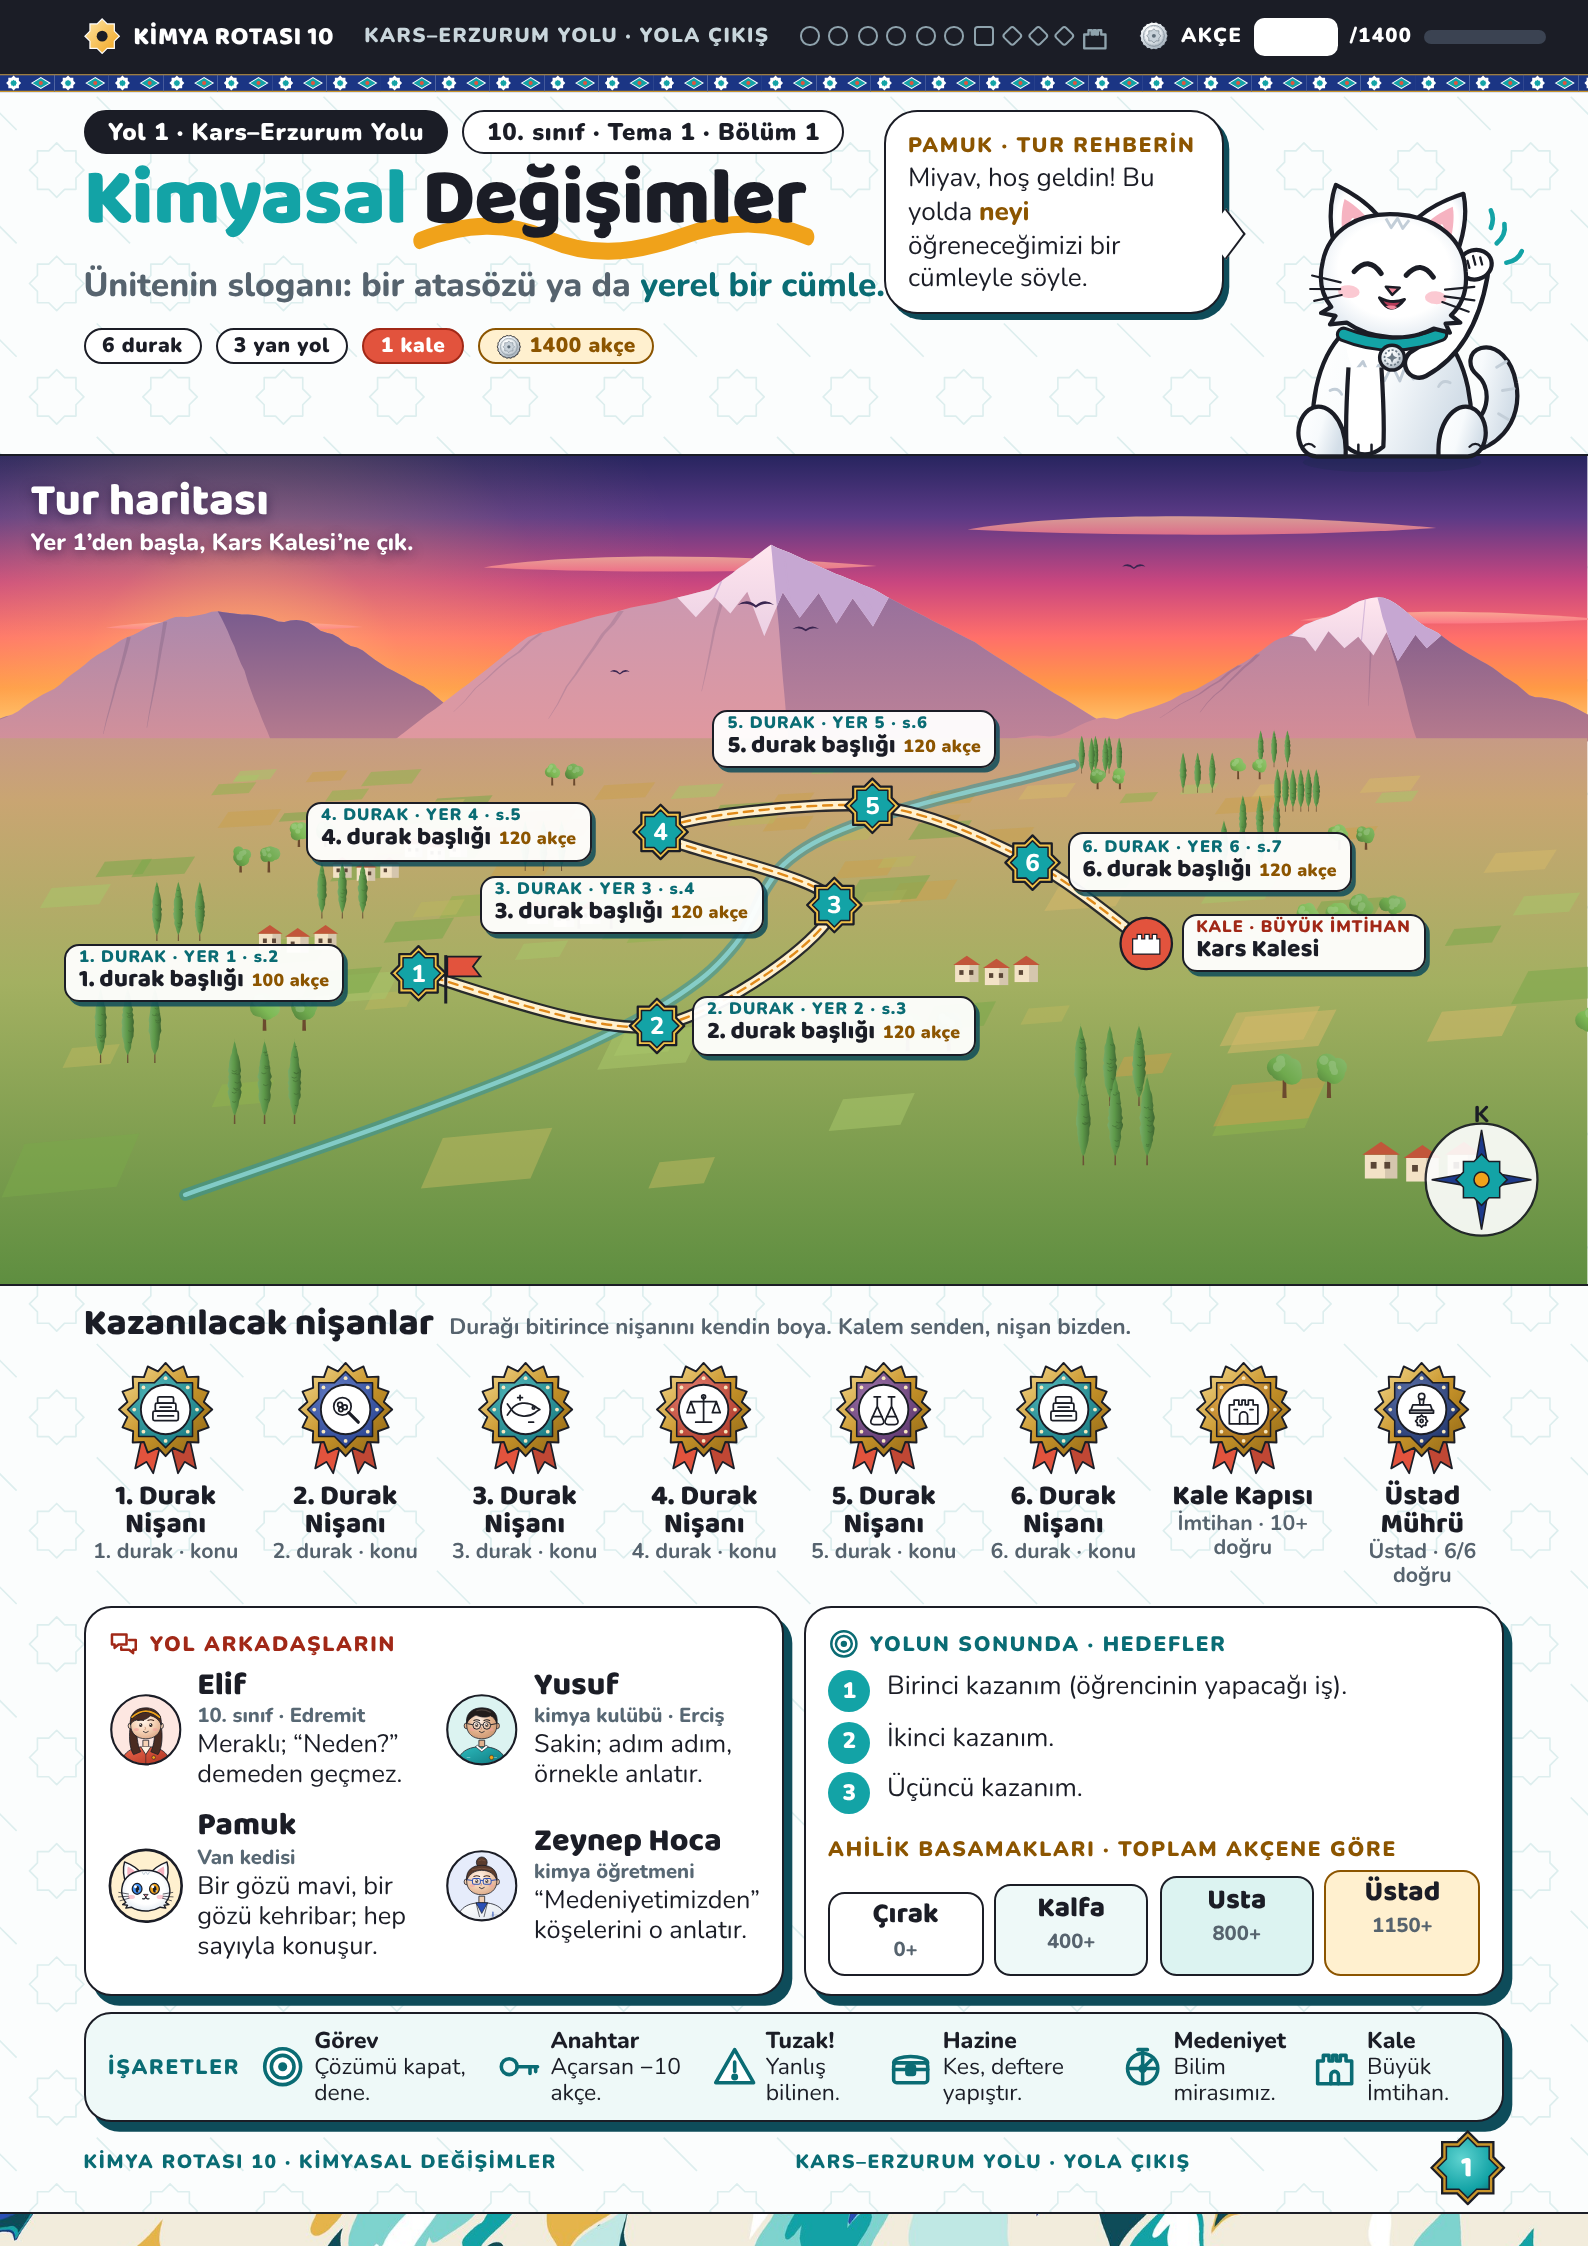 KİMYA ROTASI 10
KARS–ERZURUM YOLU · YOLA ÇIKIŞ
AKÇE /1400
Yol 1 · Kars–Erzurum Yolu
10. sınıf · Tema 1 · Bölüm 1
Kimyasal Değişimler
Ünitenin sloganı: bir atasözü ya da yerel bir cümle.
6 durak
3 yan yol
1 kale
1400 akçe
PAMUK · TUR REHBERİN
Miyav, hoş geldin! Bu
yolda neyi
öğreneceğimizi bir
cümleyle söyle.
Tur haritası
Yer 1’den başla, Kars Kalesi’ne çık.
5. DURAK · YER 5 · s.6
5. durak başlığı 120 akçe
5
4. DURAK · YER 4 · s.5
4. durak başlığı 120 akçe
4
6
6. DURAK · YER 6 · s.7
6. durak başlığı 120 akçe
3. DURAK · YER 3 · s.4
3. durak başlığı 120 akçe
3
KALE · BÜYÜK İMTİHAN
Kars Kalesi
1. DURAK · YER 1 · s.2
1. durak başlığı 100 akçe
1
2
2. DURAK · YER 2 · s.3
2. durak başlığı 120 akçe
K
Kazanılacak nişanlar
Durağı bitirince nişanını kendin boya. Kalem senden, nişan bizden.
1. Durak
Nişanı
1. durak · konu
2. Durak
Nişanı
2. durak · konu
3. Durak
Nişanı
3. durak · konu
4. Durak
Nişanı
4. durak · konu
5. Durak
Nişanı
5. durak · konu
6. Durak
Nişanı
6. durak · konu
Kale Kapısı
İmtihan · 10+
doğru
Üstad
Mührü
Üstad · 6/6
doğru
YOL ARKADAŞLARIN
Elif
10. sınıf · Edremit
Meraklı; “Neden?”
demeden geçmez.
Yusuf
kimya kulübü · Erciş
Sakin; adım adım,
örnekle anlatır.
Pamuk
Van kedisi
Bir gözü mavi, bir
gözü kehribar; hep
sayıyla konuşur.
Zeynep Hoca
kimya öğretmeni
“Medeniyetimizden”
köşelerini o anlatır.
YOLUN SONUNDA · HEDEFLER
1 Birinci kazanım (öğrencinin yapacağı iş).
2 İkinci kazanım.
3 Üçüncü kazanım.
AHİLİK BASAMAKLARI · TOPLAM AKÇENE GÖRE
Çırak
0+
Kalfa
400+
Usta
800+
Üstad
1150+
İŞARETLER
Görev
Çözümü kapat,
dene.
Anahtar
Açarsan −10
akçe.
Tuzak!
Yanlış
bilinen.
Hazine
Kes, deftere
yapıştır.
Medeniyet
Bilim
mirasımız.
Kale
Büyük
İmtihan.
KİMYA ROTASI 10 · KİMYASAL DEĞİŞİMLER
KARS–ERZURUM YOLU · YOLA ÇIKIŞ
1